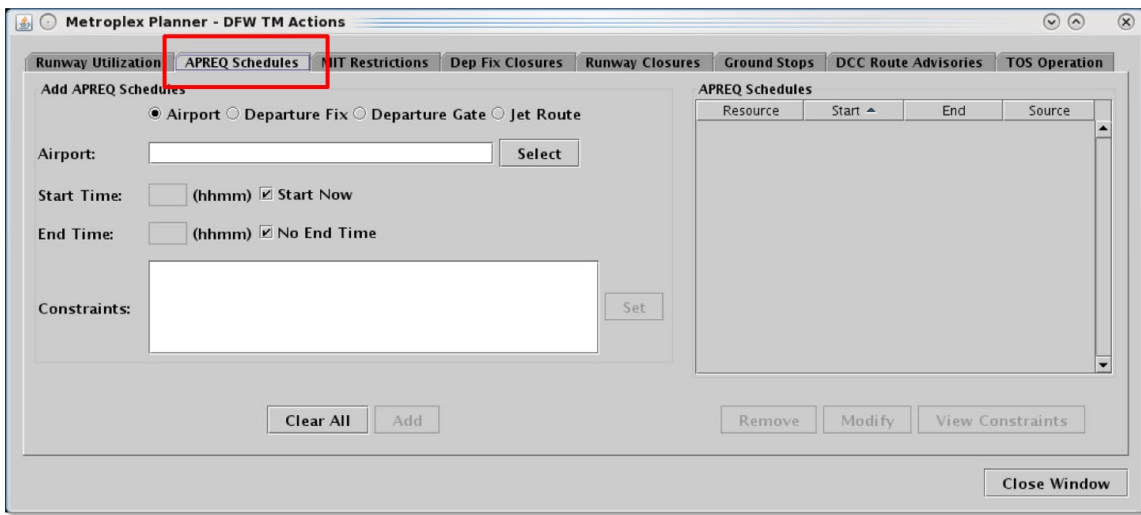 Metroplex Planner - DFW TM Actions
Runway Utilization APREQ Schedules MIT Restrictions Dep Fix Closures Runway Closures Ground Stops DCC Route Advisories TOS Operation
Add APREQ Schedules
Airport Departure Fix Departure Gate Jet Route
Airport: Select
Start Time: (hhmm) Start Now
End Time: (hhmm) No End Time
Constraints: Set
Clear All Add
APREQ Schedules
Resource Start End Source
Remove Modify View Constraints
Close Window